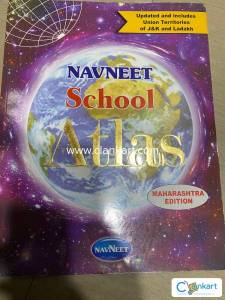 Updated and includes
Union Territories
of J&K and Ladakh
NAVNEET
School
Atlas
www.clankart.com
MAHARASHTRA
EDITION
NAVNEET
Clankart